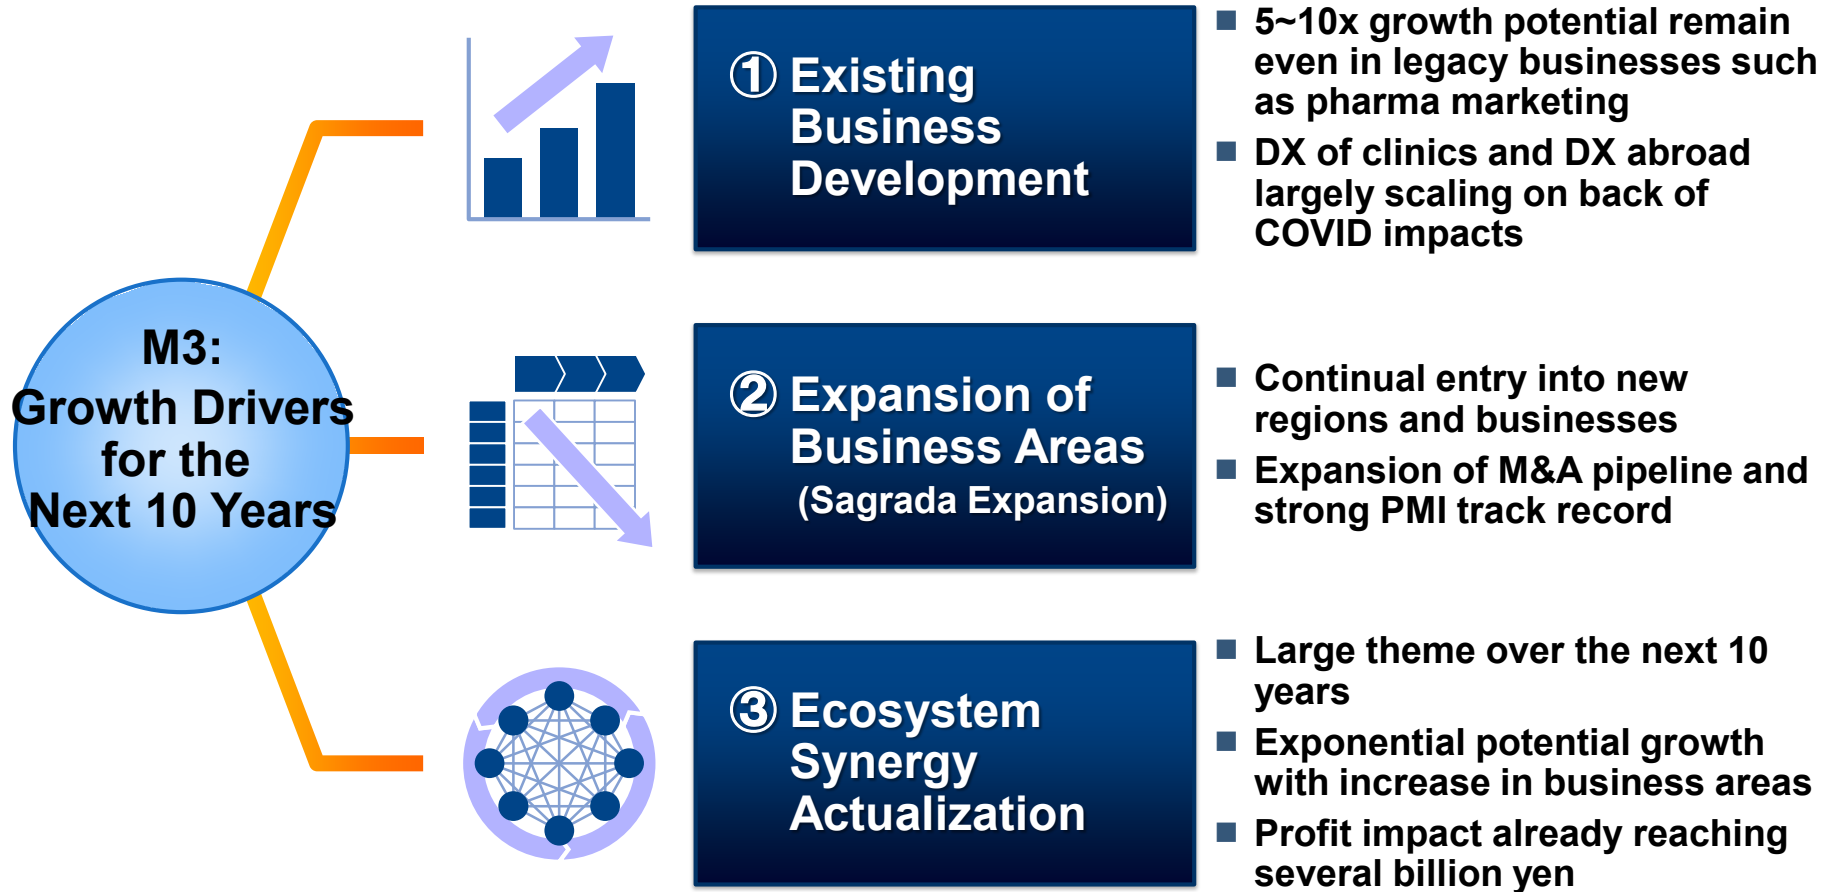 M3:
Growth Drivers
for the
Next 10 Years
① Existing
Business
Development
■ 5~10x growth potential remain
even in legacy businesses such
as pharma marketing
■ DX of clinics and DX abroad
largely scaling on back of
COVID impacts
② Expansion of
Business Areas
(Sagrada Expansion)
■ Continual entry into new
regions and businesses
■ Expansion of M&A pipeline and
strong PMI track record
③ Ecosystem
Synergy
Actualization
■ Large theme over the next 10
years
■ Exponential potential growth
with increase in business areas
■ Profit impact already reaching
several billion yen